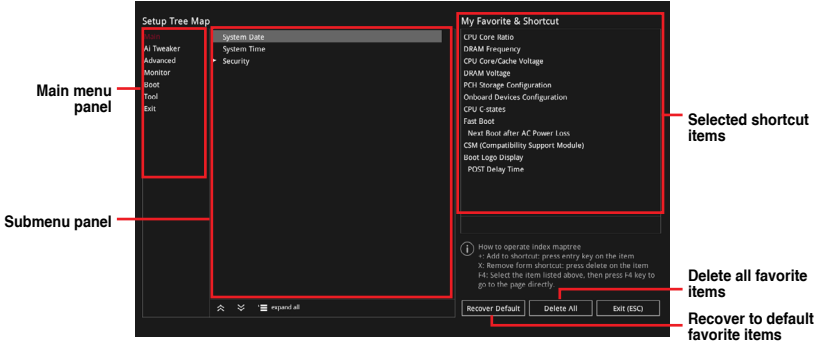 Setup Tree Map
Main
Ai Tweaker
Advanced
Monitor
Boot
Tool
Exit
System Date
System Time
Security
expand all
My Favorite & Shortcut
CPU Core Ratio
DRAM Frequency
CPU Core/Cache Voltage
DRAM Voltage
PCH Storage Configuration
Onboard Devices Configuration
CPU C-states
Fast Boot
Next Boot after AC Power Loss
CSM (Compatibility Support Module)
Boot Logo Display
POST Delay Time
How to operate index maptree
+: Add to shortcut: press entry key on the item
X: Remove form shortcut: press delete on the item
F4: Select the item listed above, then press F4 key to
go to the page directly.
Recover Default
Delete All
Exit (ESC)
Main menu
panel
Submenu panel
Selected shortcut
items
Delete all favorite
items
Recover to default
favorite items